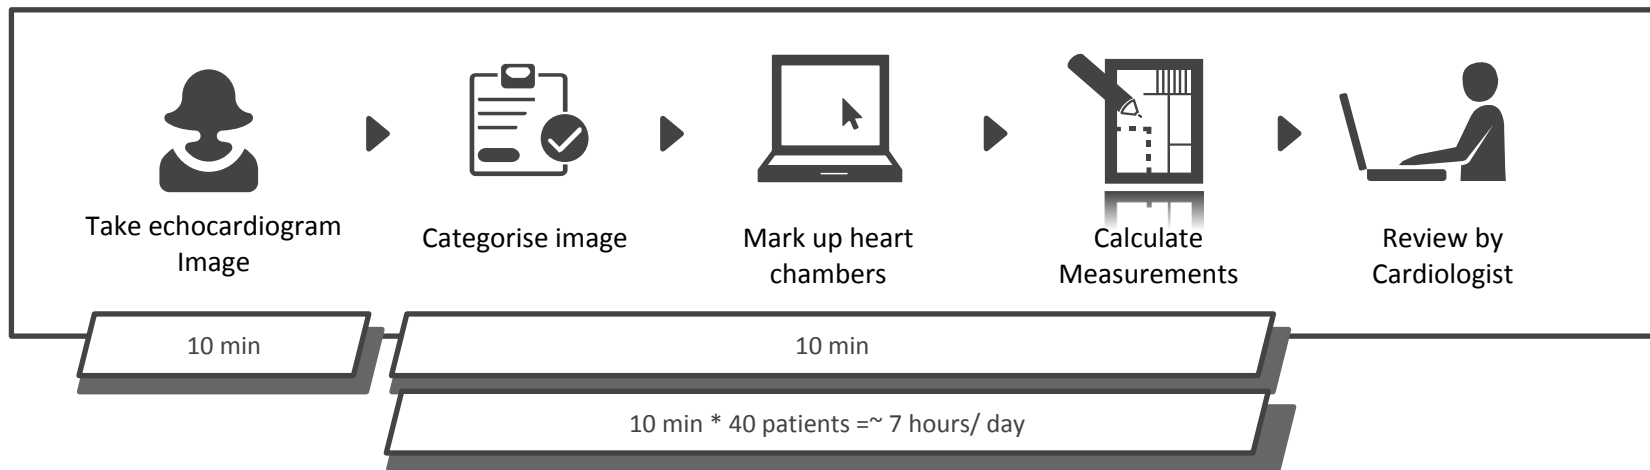 Take echocardiogram
Image
Categorise image
Mark up heart
chambers
Calculate
Measurements
Review by
Cardiologist
10 min
10 min
10 min * 40 patients =~ 7 hours/ day